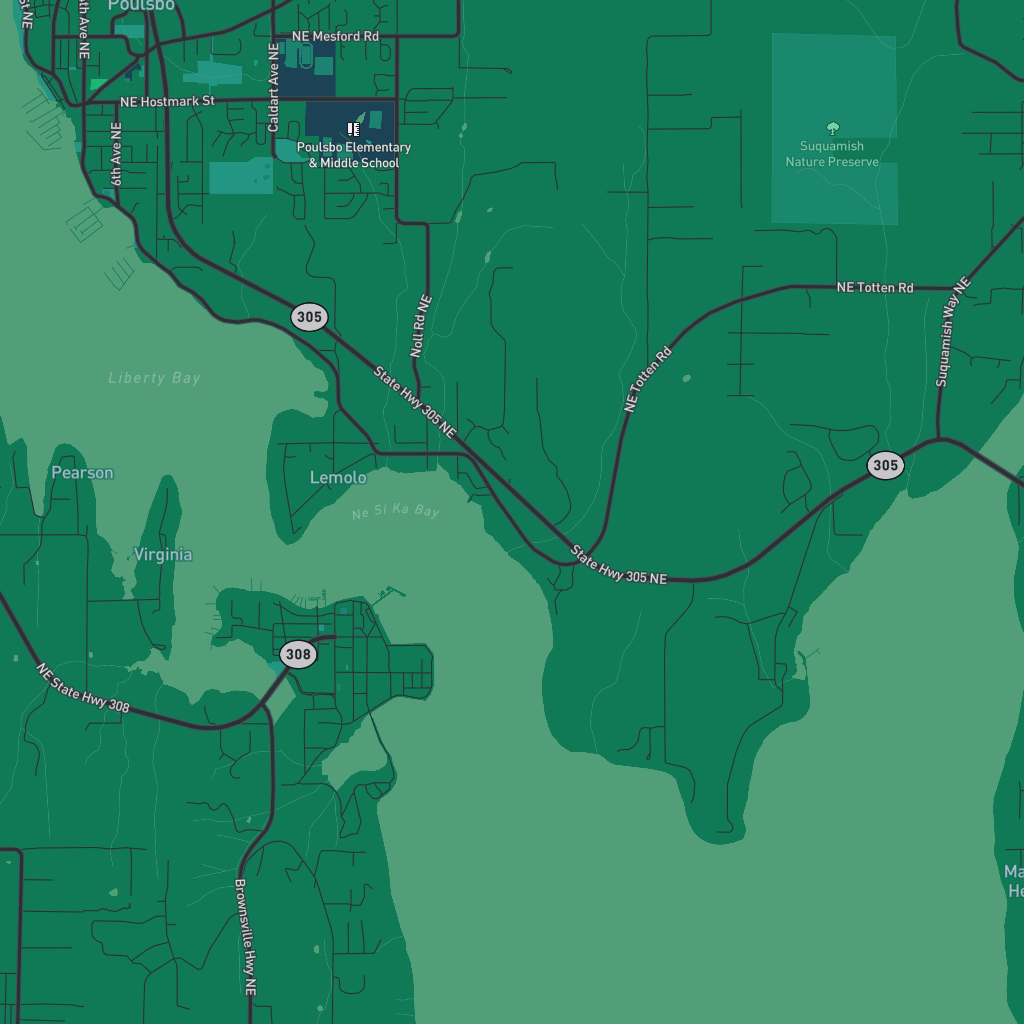 Poulsbo
NE Mesford Rd
Caldart Ave NE
NE Hostmark St
6th Ave NE
Poulsbo Elementary
& Middle School
Suquamish
Nature Preserve
NE Totten Rd
Suquamish Way NE
305
Noll Rd NE
State Hwy 305 NE
NE Totten Rd
Liberty Bay
305
Pearson
Lemolo
Ne Si Ka Bay
Virginia
State Hwy 305 NE
308
NE State Hwy 308
Brownsville Hwy NE